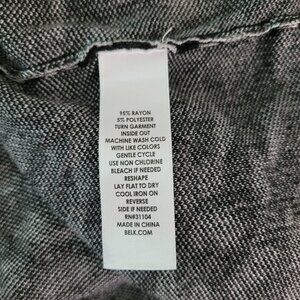 95% RAYON
5% POLYESTER
TURN GARMENT
INSIDE OUT
MACHINE WASH COLD
WITH LIKE COLORS
GENTLE CYCLE
USE NON CHLORINE
BLEACH IF NEEDED
RESHAPE
LAY FLAT TO DRY
COOL IRON ON
REVERSE
SIDE IF NEEDED
RN#31104
MADE IN CHINA
BELK.COM